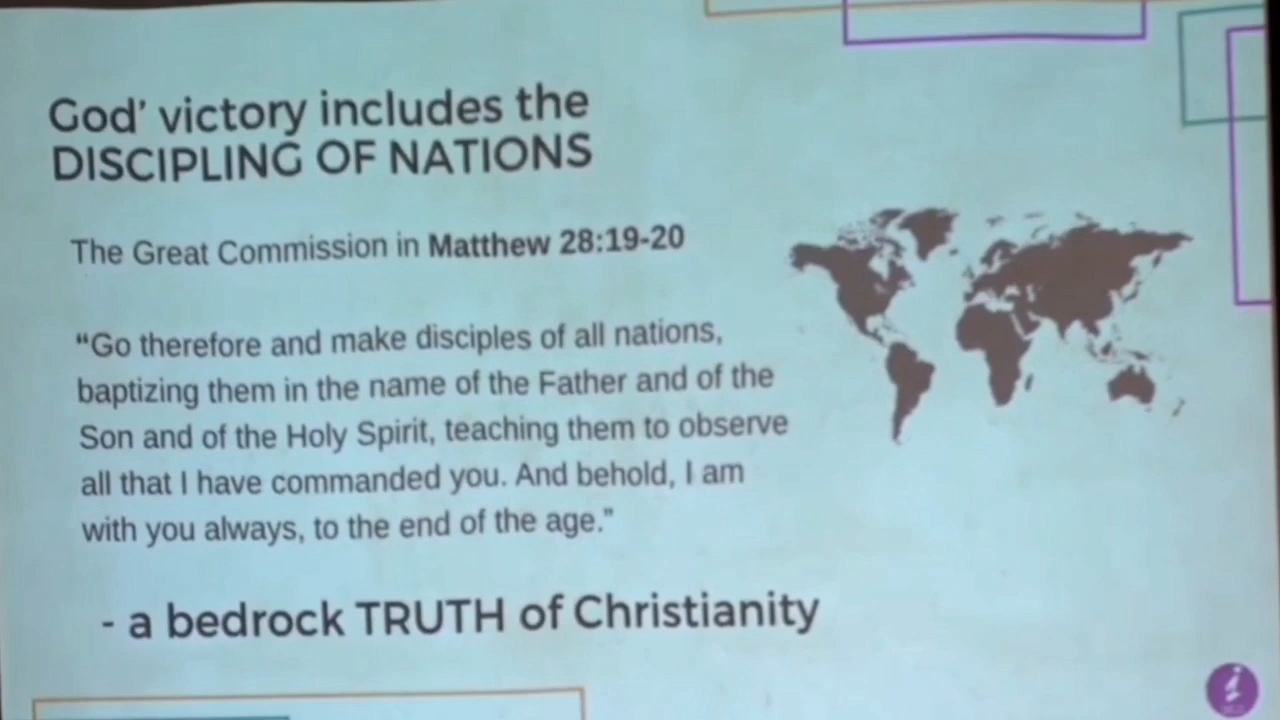 God' victory includes the
DISCIPLING OF NATIONS
The Great Commission in Matthew 28:19-20
“Go therefore and make disciples of all nations,
baptizing them in the name of the Father and of the
Son and of the Holy Spirit, teaching them to observe
all that I have commanded you. And behold, I am
with you always, to the end of the age.”
- a bedrock TRUTH of Christianity